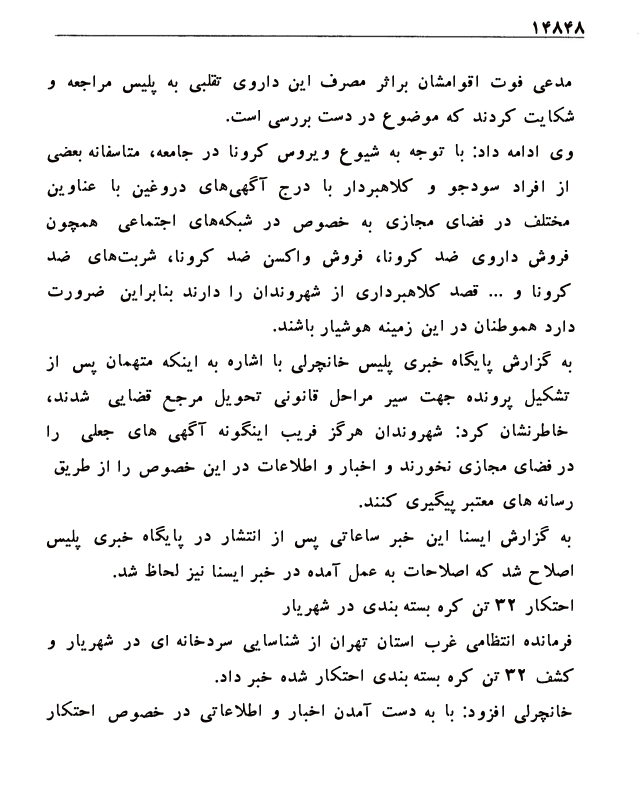 ۱۴۸۴۸
مدعی فوت اقوامشان براثر مصرف این داروی تقلبی به پلیس مراجعه و
شکایت کردند که موضوع در دست بررسی است.
وی ادامه داد: با توجه به شیوع ویروس کرونا در جامعه، متاسفانه بعضی
از افراد سودجو و کلاهبردار با درج آگهی‌های دروغین با عناوین
مختلف در فضای مجازی به خصوص در شبکه‌های اجتماعی همچون
فروش داروی ضد کرونا، فروش واکسن ضد کرونا، شربت‌های ضد
کرونا و ... قصد کلاهبرداری از شهروندان را دارند بنابراین ضرورت
دارد هموطنان در این زمینه هوشیار باشند.
به گزارش پایگاه خبری پلیس خانچرلی با اشاره به اینکه متهمان پس از
تشکیل پرونده جهت سیر مراحل قانونی تحویل مرجع قضایی شدند،
خاطرنشان کرد: شهروندان هرگز فریب اینگونه آگهی های جعلی را
در فضای مجازی نخورند و اخبار و اطلاعات در این خصوص را از طریق
رسانه های معتبر پیگیری کنند.
به گزارش ایسنا این خبر ساعاتی پس از انتشار در پایگاه خبری پلیس
اصلاح شد که اصلاحات به عمل آمده در خبر ایسنا نیز لحاظ شد.
احتکار ۳۲ تن کره بسته بندی در شهریار
فرمانده انتظامی غرب استان تهران از شناسایی سردخانه ای در شهریار و
کشف ۳۲ تن کره بسته بندی احتکار شده خبر داد.
خانچرلی افزود: با به دست آمدن اخبار و اطلاعاتی در خصوص احتکار